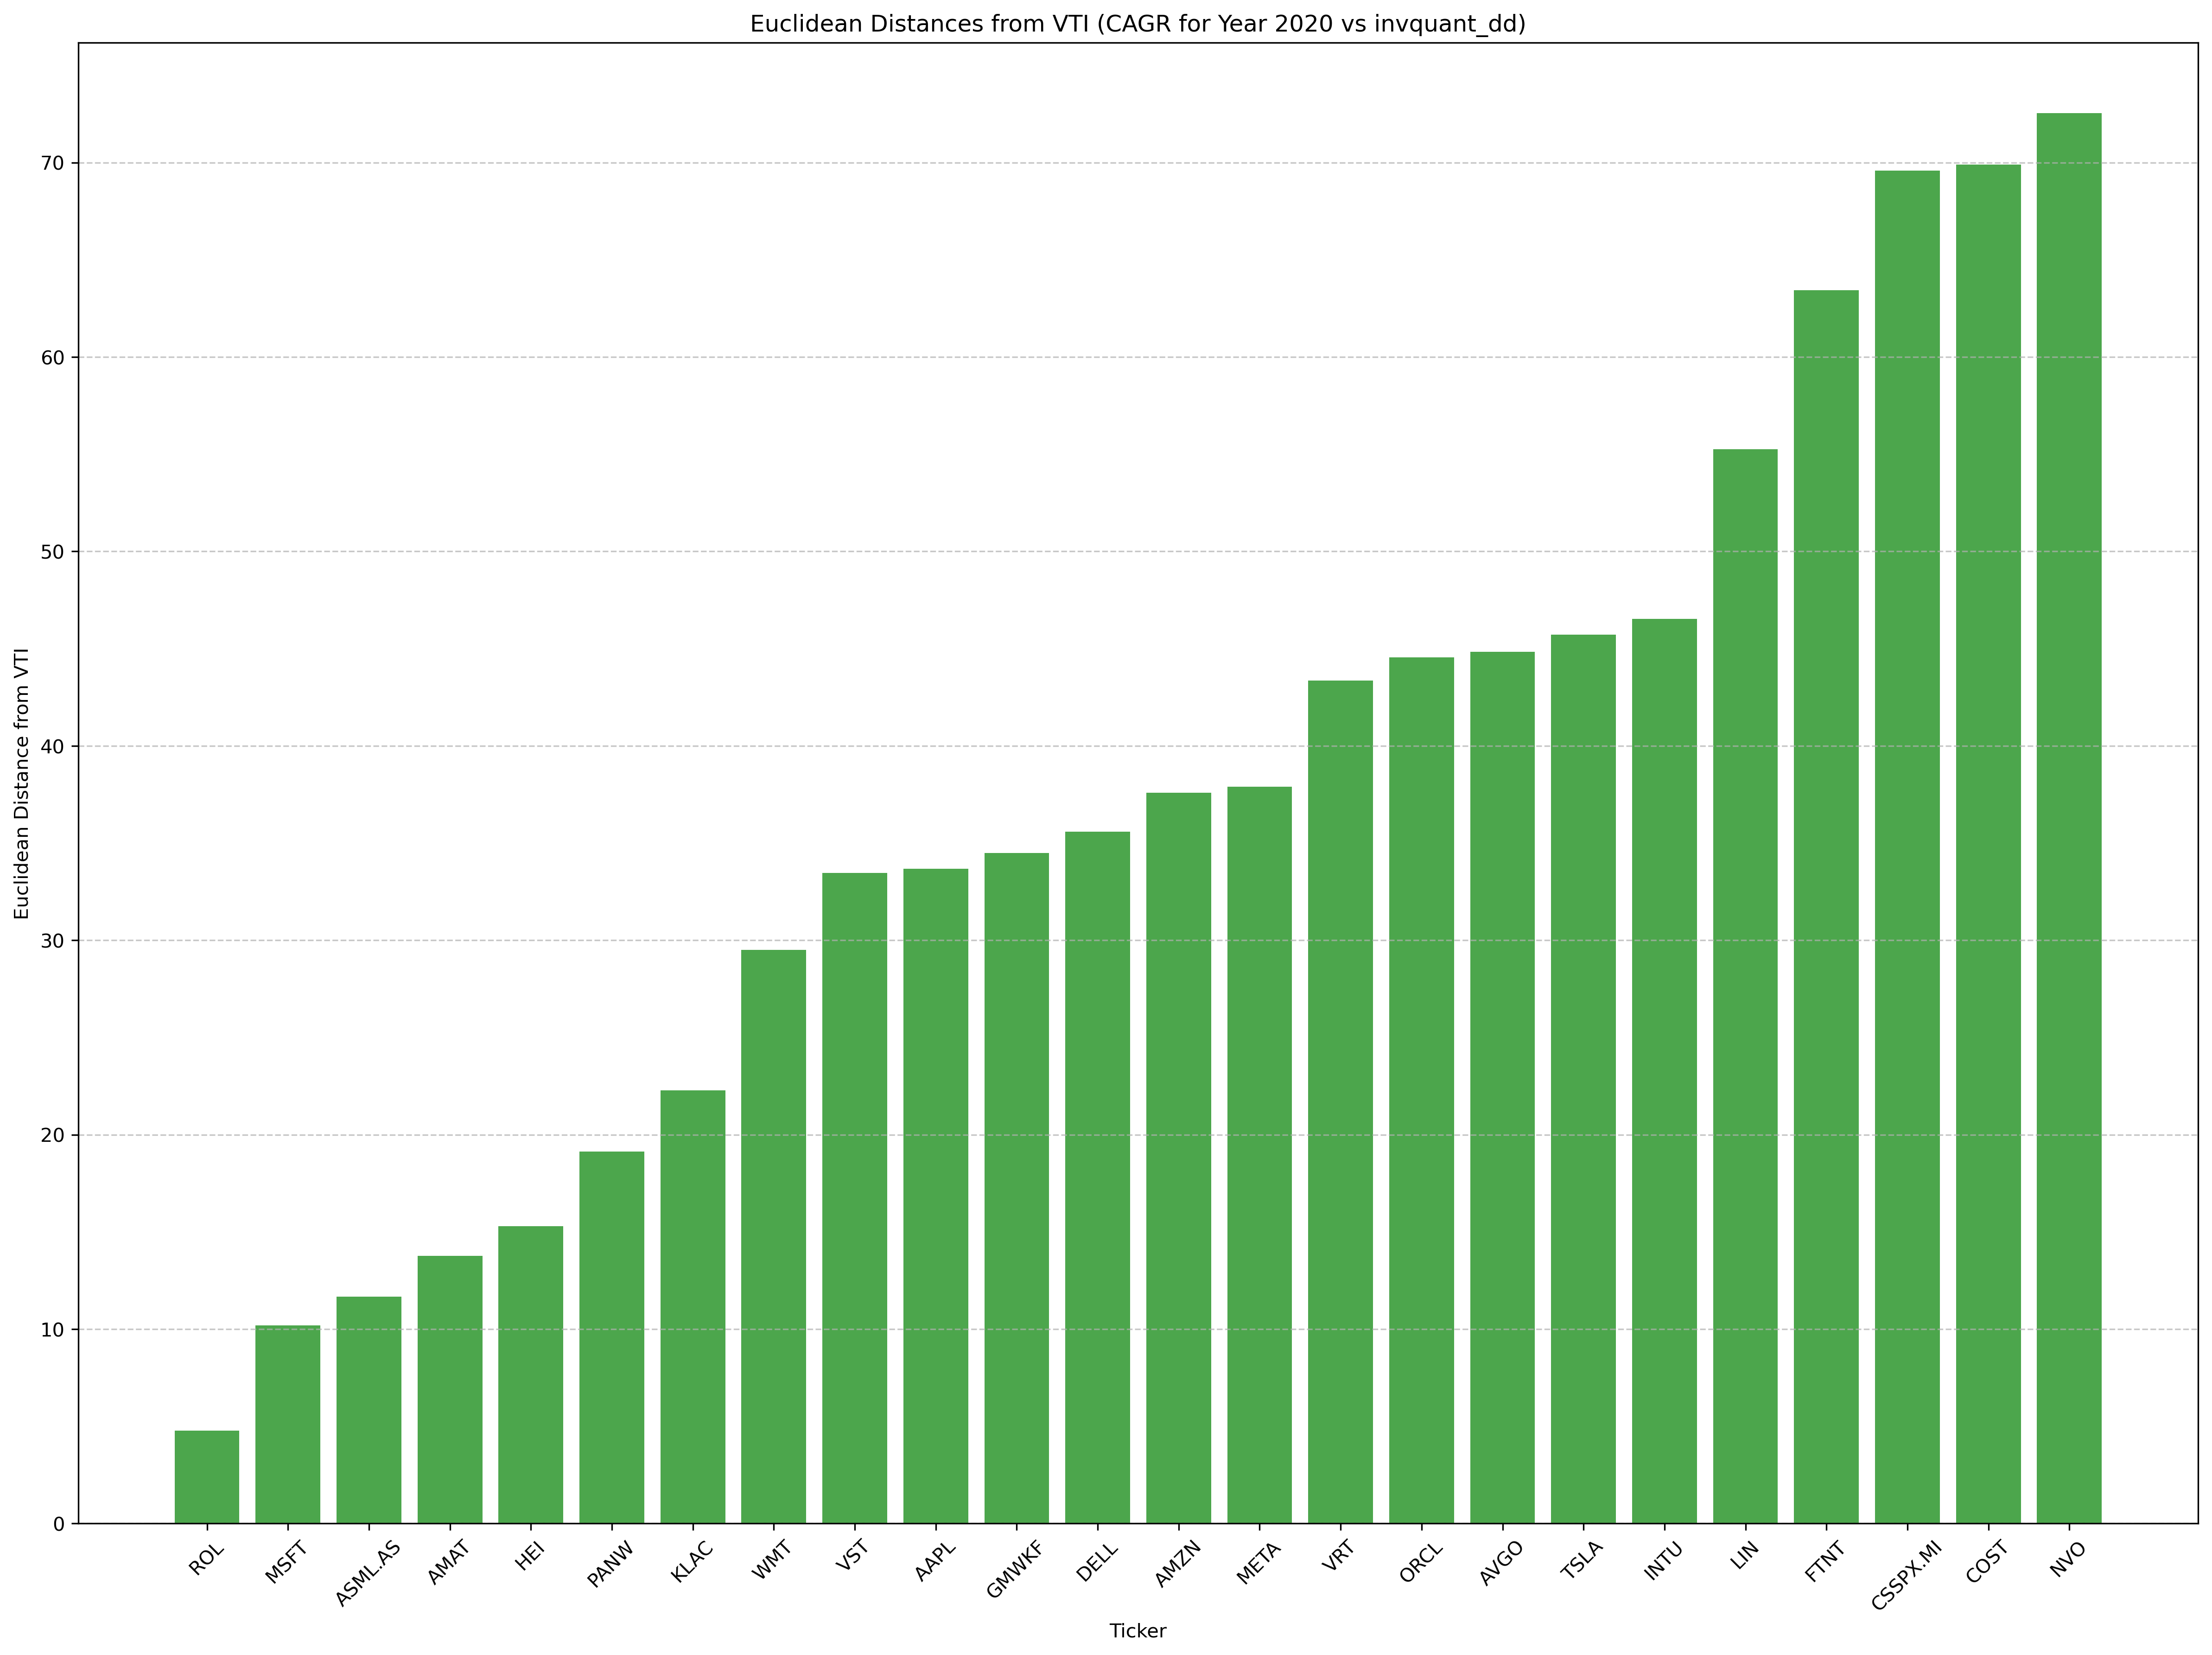 Euclidean Distances from VTI (CAGR for Year 2020 vs invquant_dd)
Euclidean Distance from VTI
70
60
50
40
30
20
10
0
ROL
MSFT
ASML.AS
AMAT
HEI
PANW
KLAC
WMT
VST
AAPL
GMWKF
DELL
AMZN
META
VRT
ORCL
AVGO
TSLA
INTU
LIN
FTNT
CSSPX.MI
COST
NVO
Ticker